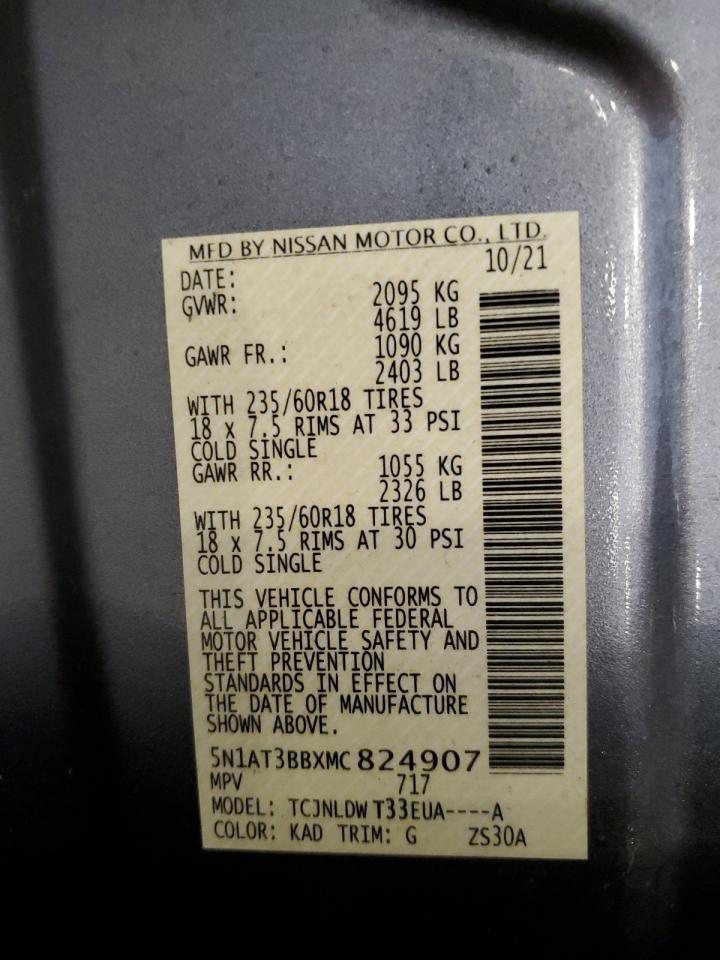 MFD BY NISSAN MOTOR CO., LTD.
DATE: 10/21
GVWR: 2095 KG
4619 LB
GAWR FR.: 1090 KG
2403 LB
WITH 235/60R18 TIRES
18 x 7.5 RIMS AT 33 PSI
COLD SINGLE
GAWR RR.: 1055 KG
2326 LB
WITH 235/60R18 TIRES
18 x 7.5 RIMS AT 30 PSI
COLD SINGLE
THIS VEHICLE CONFORMS TO
ALL APPLICABLE FEDERAL
MOTOR VEHICLE SAFETY AND
THEFT PREVENTION
STANDARDS IN EFFECT ON
THE DATE OF MANUFACTURE
SHOWN ABOVE.
5N1AT3BBXMC 824907
MPV 717
MODEL: TCJNLDW T33EUA----A
COLOR: KAD TRIM: G ZS30A